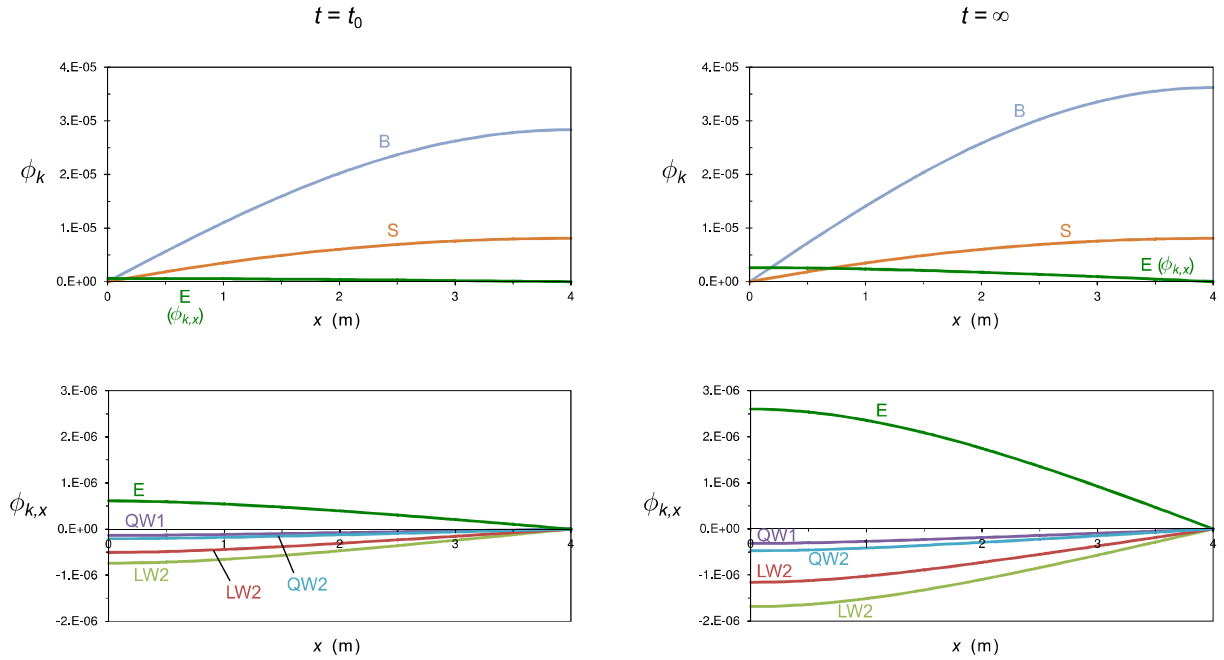 t = t₀
t = ∞
4.E-05
3.E-05
2.E-05
1.E-05
0.E+00
ϕₖ
B
S
E
(ϕₖ,ₓ)
0 1 2 3 4
x (m)
4.E-05
3.E-05
2.E-05
1.E-05
0.E+00
ϕₖ
B
S
E (ϕₖ,ₓ)
0 1 2 3 4
x (m)
3.E-06
2.E-06
1.E-06
0.E+00
-1.E-06
-2.E-06
ϕₖ,ₓ
E
QW1
0 1 2 3 4
LW2
QW2
LW2
x (m)
3.E-06
2.E-06
1.E-06
0.E+00
-1.E-06
-2.E-06
ϕₖ,ₓ
E
0 1 2 3 4
QW1
QW2
LW2
LW2
x (m)